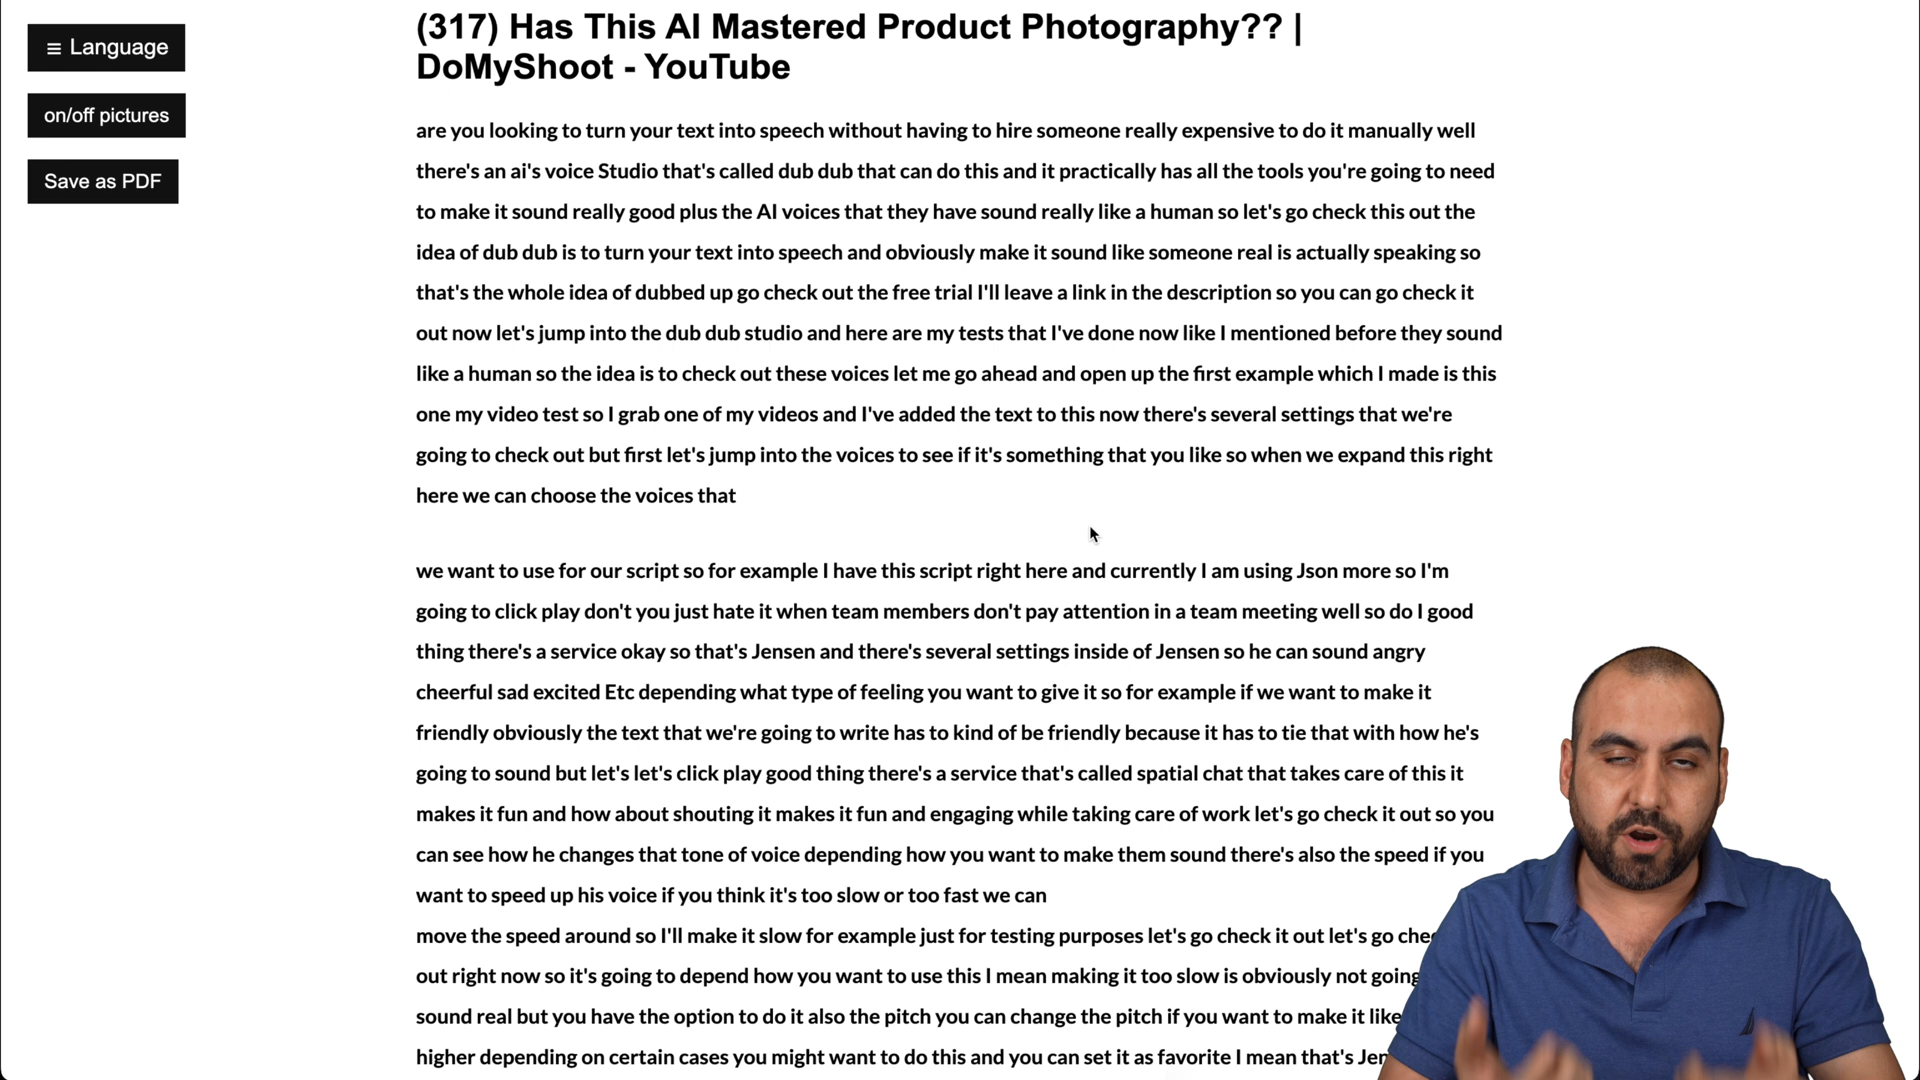 ≡ Language
on/off pictures
Save as PDF
(317) Has This AI Mastered Product Photography?? |
DoMyShoot - YouTube
are you looking to turn your text into speech without having to hire someone really expensive to do it manually well
there's an ai's voice Studio that's called dub dub that can do this and it practically has all the tools you're going to need
to make it sound really good plus the AI voices that they have sound really like a human so let's go check this out the
idea of dub dub is to turn your text into speech and obviously make it sound like someone real is actually speaking so
that's the whole idea of dubbed up go check out the free trial I'll leave a link in the description so you can go check it
out now let's jump into the dub dub studio and here are my tests that I've done now like I mentioned before they sound
like a human so the idea is to check out these voices let me go ahead and open up the first example which I made is this
one my video test so I grab one of my videos and I've added the text to this now there's several settings that we're
going to check out but first let's jump into the voices to see if it's something that you like so when we expand this right
here we can choose the voices that
we want to use for our script so for example I have this script right here and currently I am using Json more so I'm
going to click play don't you just hate it when team members don't pay attention in a team meeting well so do I good
thing there's a service okay so that's Jensen and there's several settings inside of Jensen so he can sound angry
cheerful sad excited Etc depending what type of feeling you want to give it so for example if we want to make it
friendly obviously the text that we're going to write has to kind of be friendly because it has to tie that with how he's
going to sound but let's let's click play good thing there's a service that's called spatial chat that takes care of this it
makes it fun and how about shouting it makes it fun and engaging while taking care of work let's go check it out so you
can see how he changes that tone of voice depending how you want to make them sound there's also the speed if you
want to speed up his voice if you think it's too slow or too fast we can
move the speed around so I'll make it slow for example just for testing purposes let's go check it out let's go
out right now so it's going to depend how you want to use this I mean making it too slow is obviously not going
sound real but you have the option to do it also the pitch you can change the pitch if you want to make it like
higher depending on certain cases you might want to do this and you can set it as favorite I mean that's